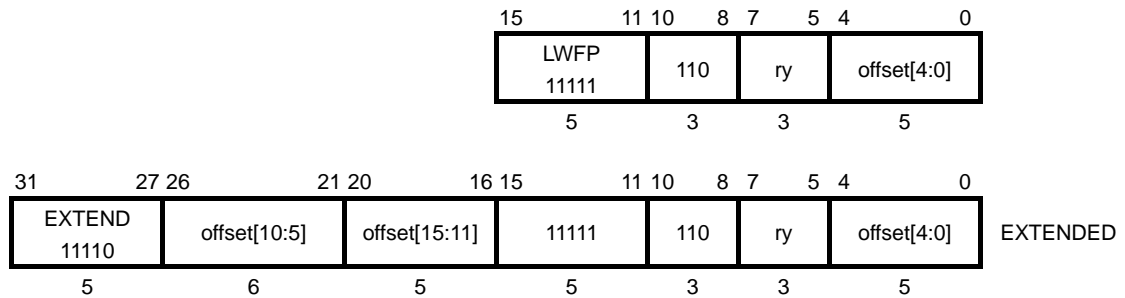 15 11 10 8 7 5 4 0
LWFP
11111 110 ry offset[4:0]
5 3 3 5
31 27 26 21 20 16 15 11 10 8 7 5 4 0
EXTEND
11110 offset[10:5] offset[15:11] 11111 110 ry offset[4:0] EXTENDED
5 6 5 5 3 3 5